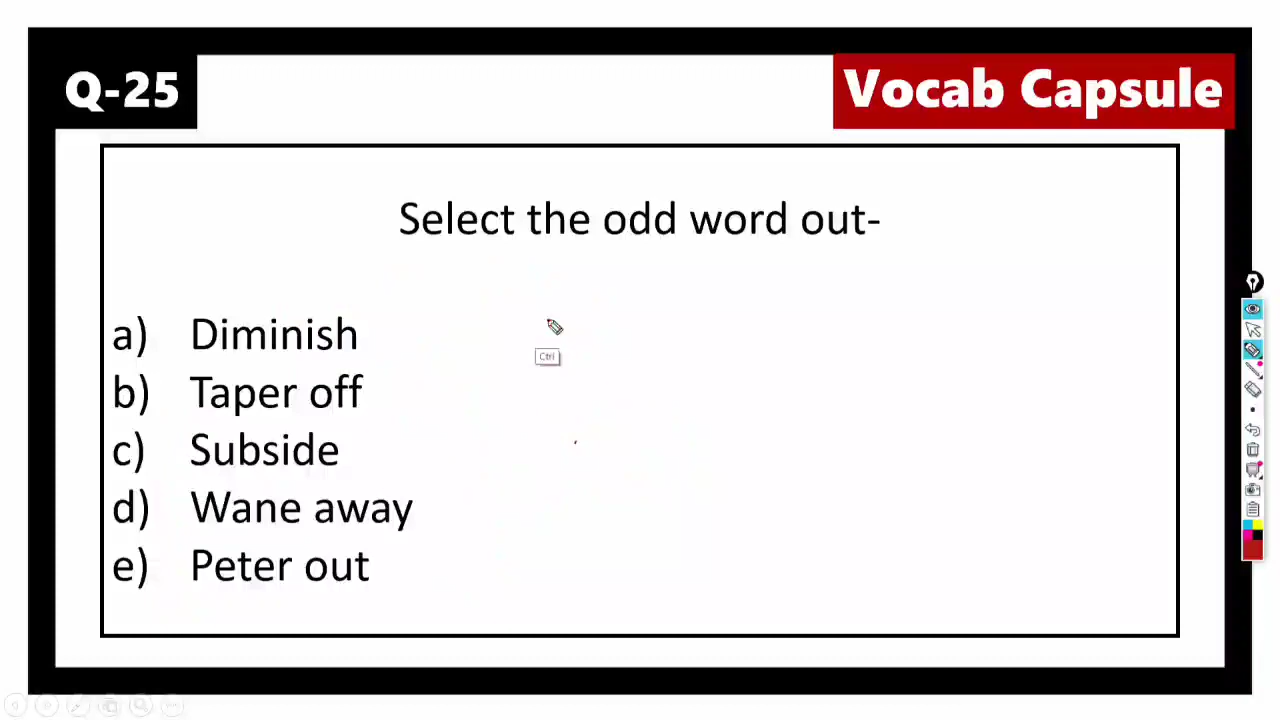 Q-25
Vocab Capsule
Select the odd word out-
a) Diminish
b) Taper off
c) Subside
d) Wane away
e) Peter out
Ctrl